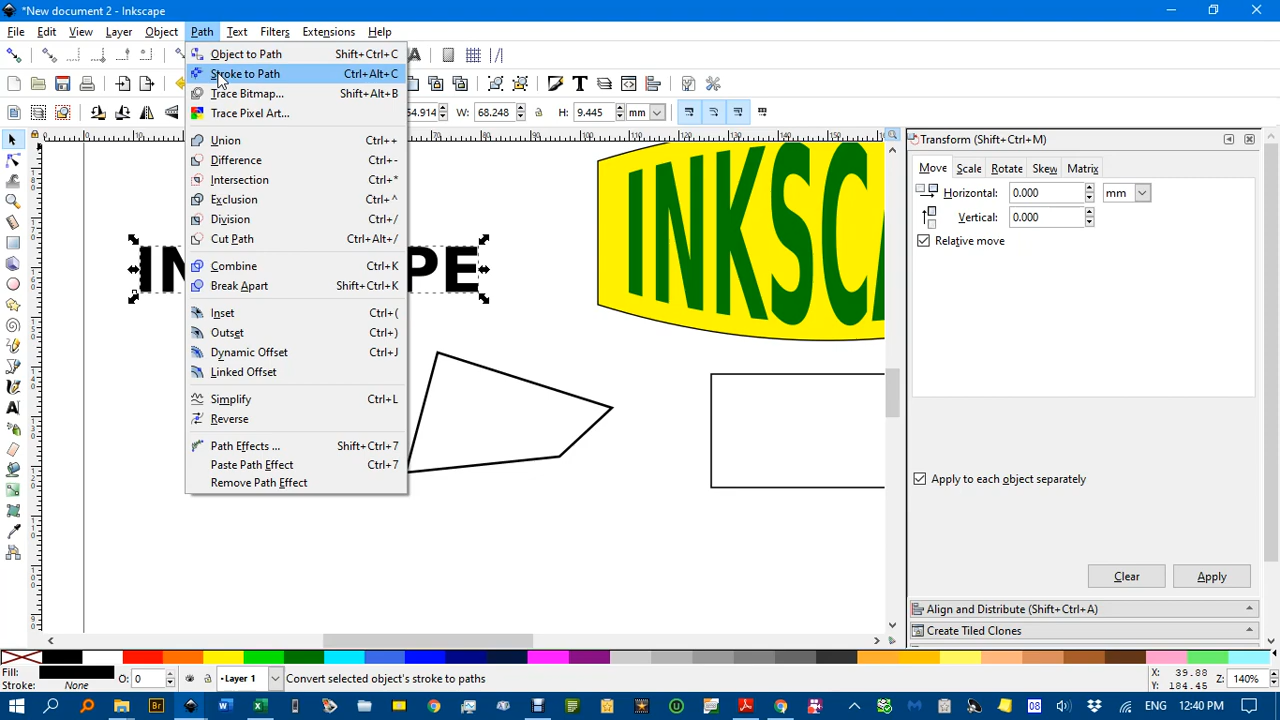 *New document 2 - Inkscape
File Edit View Layer Object Path Text Filters Extensions Help
Object to Path Shift+Ctrl+C
Stroke to Path Ctrl+Alt+C
Trace Bitmap... Shift+Alt+B
Trace Pixel Art...
Union Ctrl++
Difference Ctrl+-
Intersection Ctrl+*
Exclusion Ctrl+^
Division Ctrl+/
Cut Path Ctrl+Alt+/
Combine Ctrl+K
Break Apart Shift+Ctrl+K
Inset Ctrl+(
Outset Ctrl+)
Dynamic Offset Ctrl+J
Linked Offset
Simplify Ctrl+L
Reverse
Path Effects ... Shift+Ctrl+7
Paste Path Effect Ctrl+7
Remove Path Effect
54.914 W: 68.248 H: 9.445 mm
IN PE
INKSCA
Transform (Shift+Ctrl+M)
Move Scale Rotate Skew Matrix
Horizontal: 0.000 mm
Vertical: 0.000
Relative move
Apply to each object separately
Clear Apply
Align and Distribute (Shift+Ctrl+A)
Create Tiled Clones
Fill:
Stroke: None
O: 0
Layer 1
Convert selected object's stroke to paths
X: 39.88
Y: 184.45
Z: 140%
ENG 12:40 PM